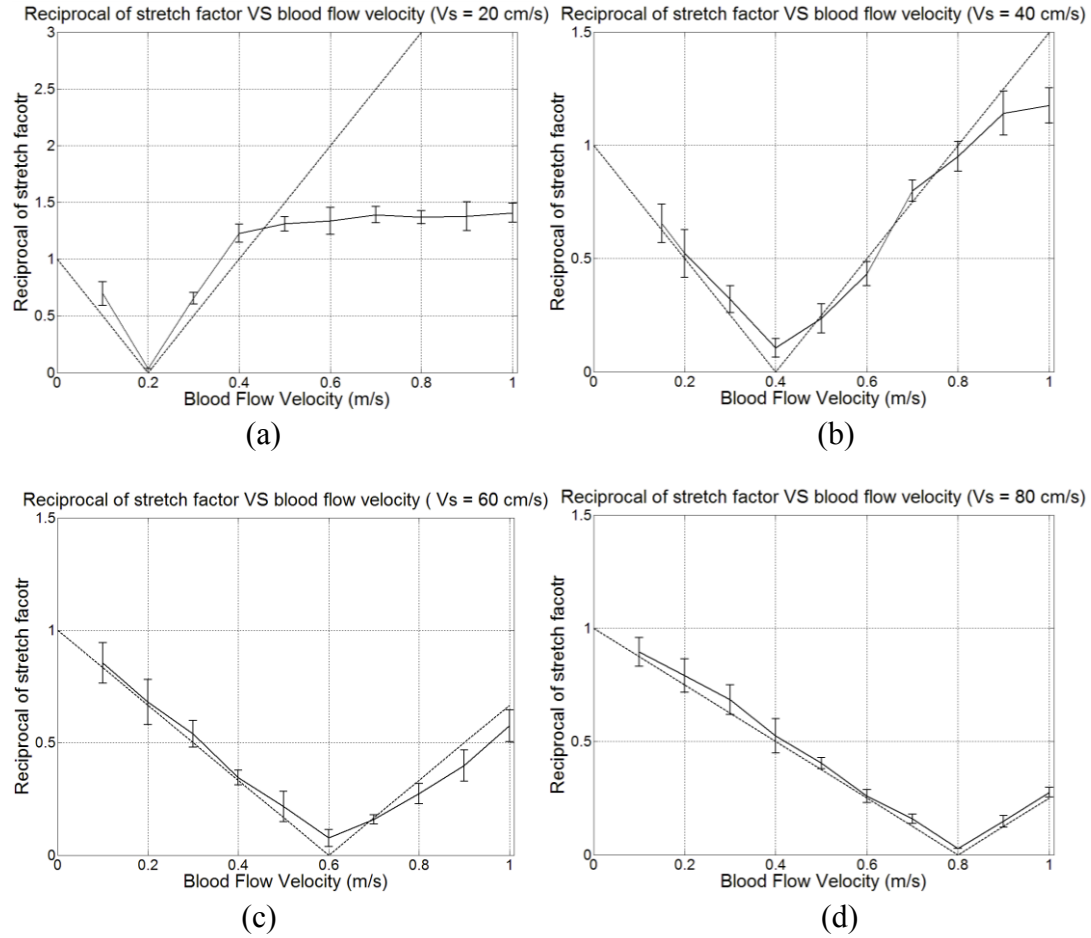 Reciprocal of stretch factor VS blood flow velocity (Vs = 20 cm/s)
3
2.5
2
1.5
1
0.5
0
Reciprocal of stretch facotr
0 0.2 0.4 0.6 0.8 1
Blood Flow Velocity (m/s)
(a)
Reciprocal of stretch factor VS blood flow velocity (Vs = 40 cm/s)
1.5
1
0.5
0
Reciprocal of stretch facotr
0 0.2 0.4 0.6 0.8 1
Blood Flow Velocity (m/s)
(b)
Reciprocal of stretch factor VS blood flow velocity ( Vs = 60 cm/s)
1.5
1
0.5
0
Reciprocal of stretch facotr
0 0.2 0.4 0.6 0.8 1
Blood Flow Velocity (m/s)
(c)
Reciprocal of stretch factor VS blood flow velocity (Vs = 80 cm/s)
1.5
1
0.5
0
Reciprocal of stretch facotr
0 0.2 0.4 0.6 0.8 1
Blood Flow Velocity (m/s)
(d)